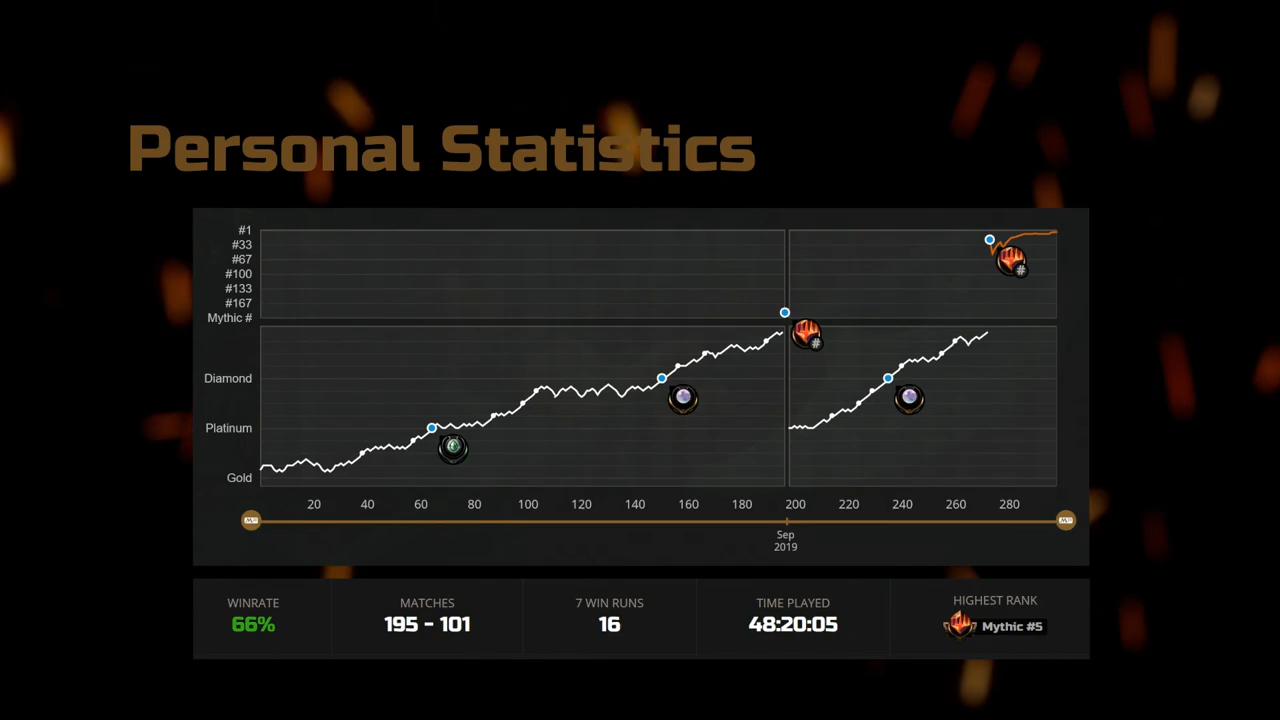 Personal Statistics
#1
#33
#67
#100
#133
#167
Mythic #
Diamond
Platinum
Gold
#
#
20 40 60 80 100 120 140 160 180 200 220 240 260 280
Sep
2019
WINRATE MATCHES 7 WIN RUNS TIME PLAYED HIGHEST RANK
66% 195 - 101 16 48:20:05 Mythic #5